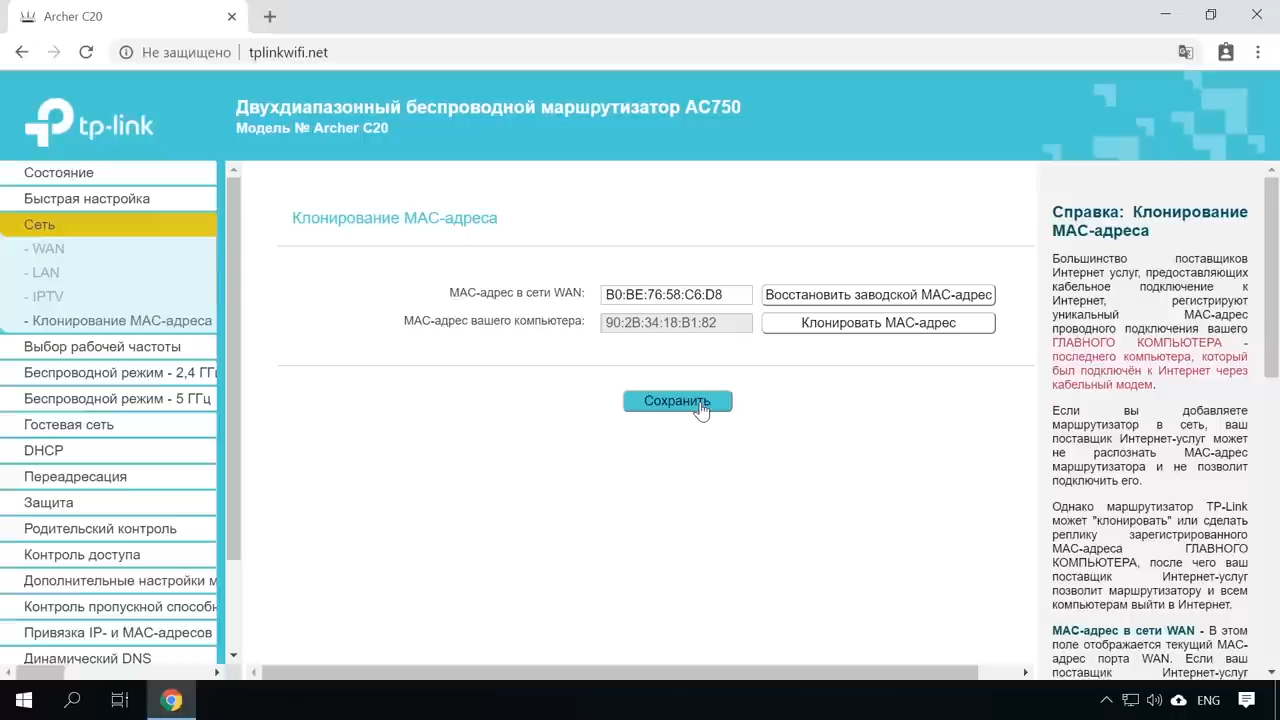 Archer C20
Не защищено
tplinkwifi.net
tp-link
Двухдиапазонный беспроводной маршрутизатор AC750
Модель № Archer C20
Состояние
Быстрая настройка
Сеть
- WAN
- LAN
- IPTV
- Клонирование MAC-адреса
Выбор рабочей частоты
Беспроводной режим - 2,4 ГГц
Беспроводной режим - 5 ГГц
Гостевая сеть
DHCP
Переадресация
Защита
Родительский контроль
Контроль доступа
Дополнительные настройки м
Контроль пропускной способн
Привязка IP- и MAC-адресов
Динамический DNS
Клонирование MAC-адреса
MAC-адрес в сети WAN: B0:BE:76:58:C6:D8 Восстановить заводской MAC-адрес
MAC-адрес вашего компьютера: 90:2B:34:18:B1:82 Клонировать MAC-адрес
Сохранить
Справка: Клонирование
MAC-адреса
Большинство поставщиков
Интернет услуг, предоставляющих
кабельное подключение к
Интернет, регистрируют
уникальный MAC-адрес
проводного подключения вашего
ГЛАВНОГО КОМПЬЮТЕРА -
последнего компьютера, который
был подключён к Интернет через
кабельный модем.
Если вы добавляете
маршрутизатор в сеть, ваш
поставщик Интернет-услуг может
не распознать MAC-адрес
маршрутизатора и не позволит
подключить его.
Однако маршрутизатор TP-Link
может "клонировать" или сделать
реплику зарегистрированного
MAC-адреса ГЛАВНОГО
КОМПЬЮТЕРА, после чего ваш
поставщик Интернет-услуг
позволит маршрутизатору и всем
компьютерам выйти в Интернет.
MAC-адрес в сети WAN - В этом
поле отображается текущий MAC-
адрес порта WAN. Если ваш
поставщик Интернет-услуг
ENG